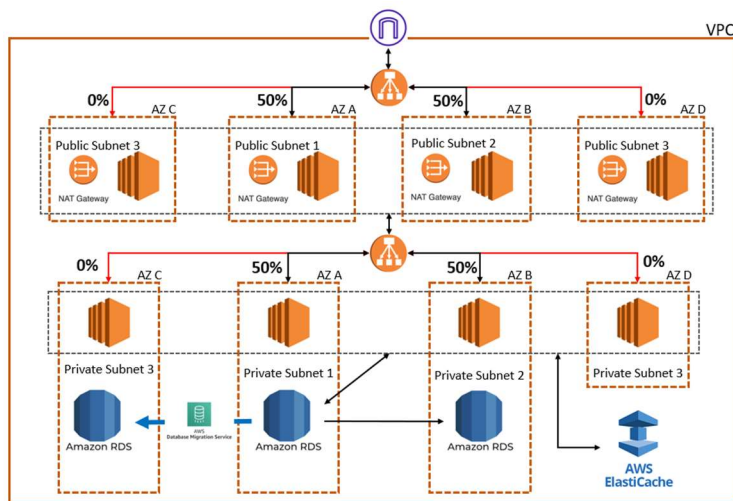 VPC
0%
AZ C
50%
AZ A
50%
AZ B
0%
AZ D
Public Subnet 3
Public Subnet 1
Public Subnet 2
Public Subnet 3
NAT Gateway
NAT Gateway
NAT Gateway
NAT Gateway
0%
AZ C
50%
AZ A
50%
AZ B
0%
AZ D
Private Subnet 3
Private Subnet 1
Private Subnet 2
Private Subnet 3
AWS
Database Migration Service
Amazon RDS
Amazon RDS
Amazon RDS
AWS
ElastiCache